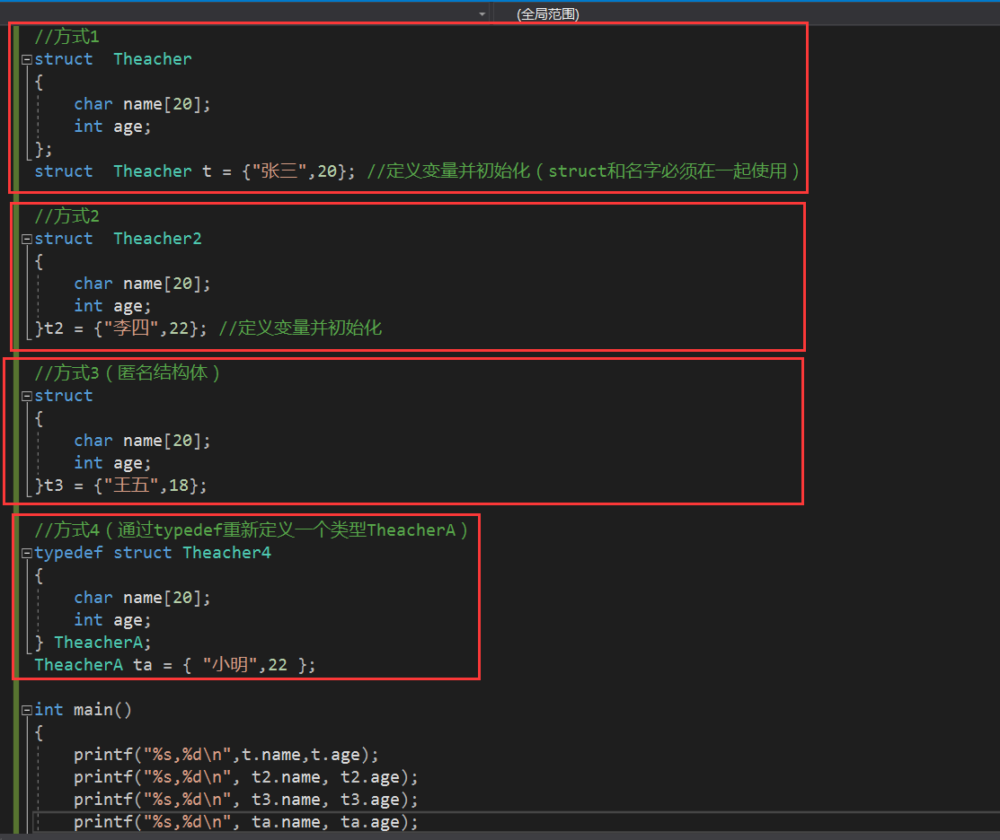 (全局范围)
//方式1
struct  Theacher
{
    char name[20];
    int age;
};
struct  Theacher t = {"张三",20}; //定义变量并初始化（struct和名字必须在一起使用）
//方式2
struct  Theacher2
{
    char name[20];
    int age;
}t2 = {"李四",22}; //定义变量并初始化
//方式3（匿名结构体）
struct
{
    char name[20];
    int age;
}t3 = {"王五",18};
//方式4（通过typedef重新定义一个类型TheacherA）
typedef struct Theacher4
{
    char name[20];
    int age;
} TheacherA;
TheacherA ta = { "小明",22 };
int main()
{
    printf("%s,%d\n",t.name,t.age);
    printf("%s,%d\n", t2.name, t2.age);
    printf("%s,%d\n", t3.name, t3.age);
    printf("%s,%d\n", ta.name, ta.age);